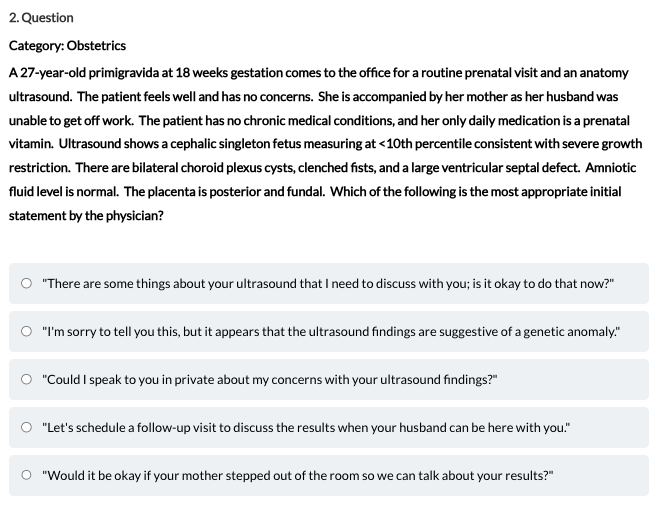 2. Question
Category: Obstetrics
A 27-year-old primigravida at 18 weeks gestation comes to the office for a routine prenatal visit and an anatomy
ultrasound. The patient feels well and has no concerns. She is accompanied by her mother as her husband was
unable to get off work. The patient has no chronic medical conditions, and her only daily medication is a prenatal
vitamin. Ultrasound shows a cephalic singleton fetus measuring at <10th percentile consistent with severe growth
restriction. There are bilateral choroid plexus cysts, clenched fists, and a large ventricular septal defect. Amniotic
fluid level is normal. The placenta is posterior and fundal. Which of the following is the most appropriate initial
statement by the physician?
"There are some things about your ultrasound that I need to discuss with you; is it okay to do that now?"
"I'm sorry to tell you this, but it appears that the ultrasound findings are suggestive of a genetic anomaly."
"Could I speak to you in private about my concerns with your ultrasound findings?"
"Let's schedule a follow-up visit to discuss the results when your husband can be here with you."
"Would it be okay if your mother stepped out of the room so we can talk about your results?"